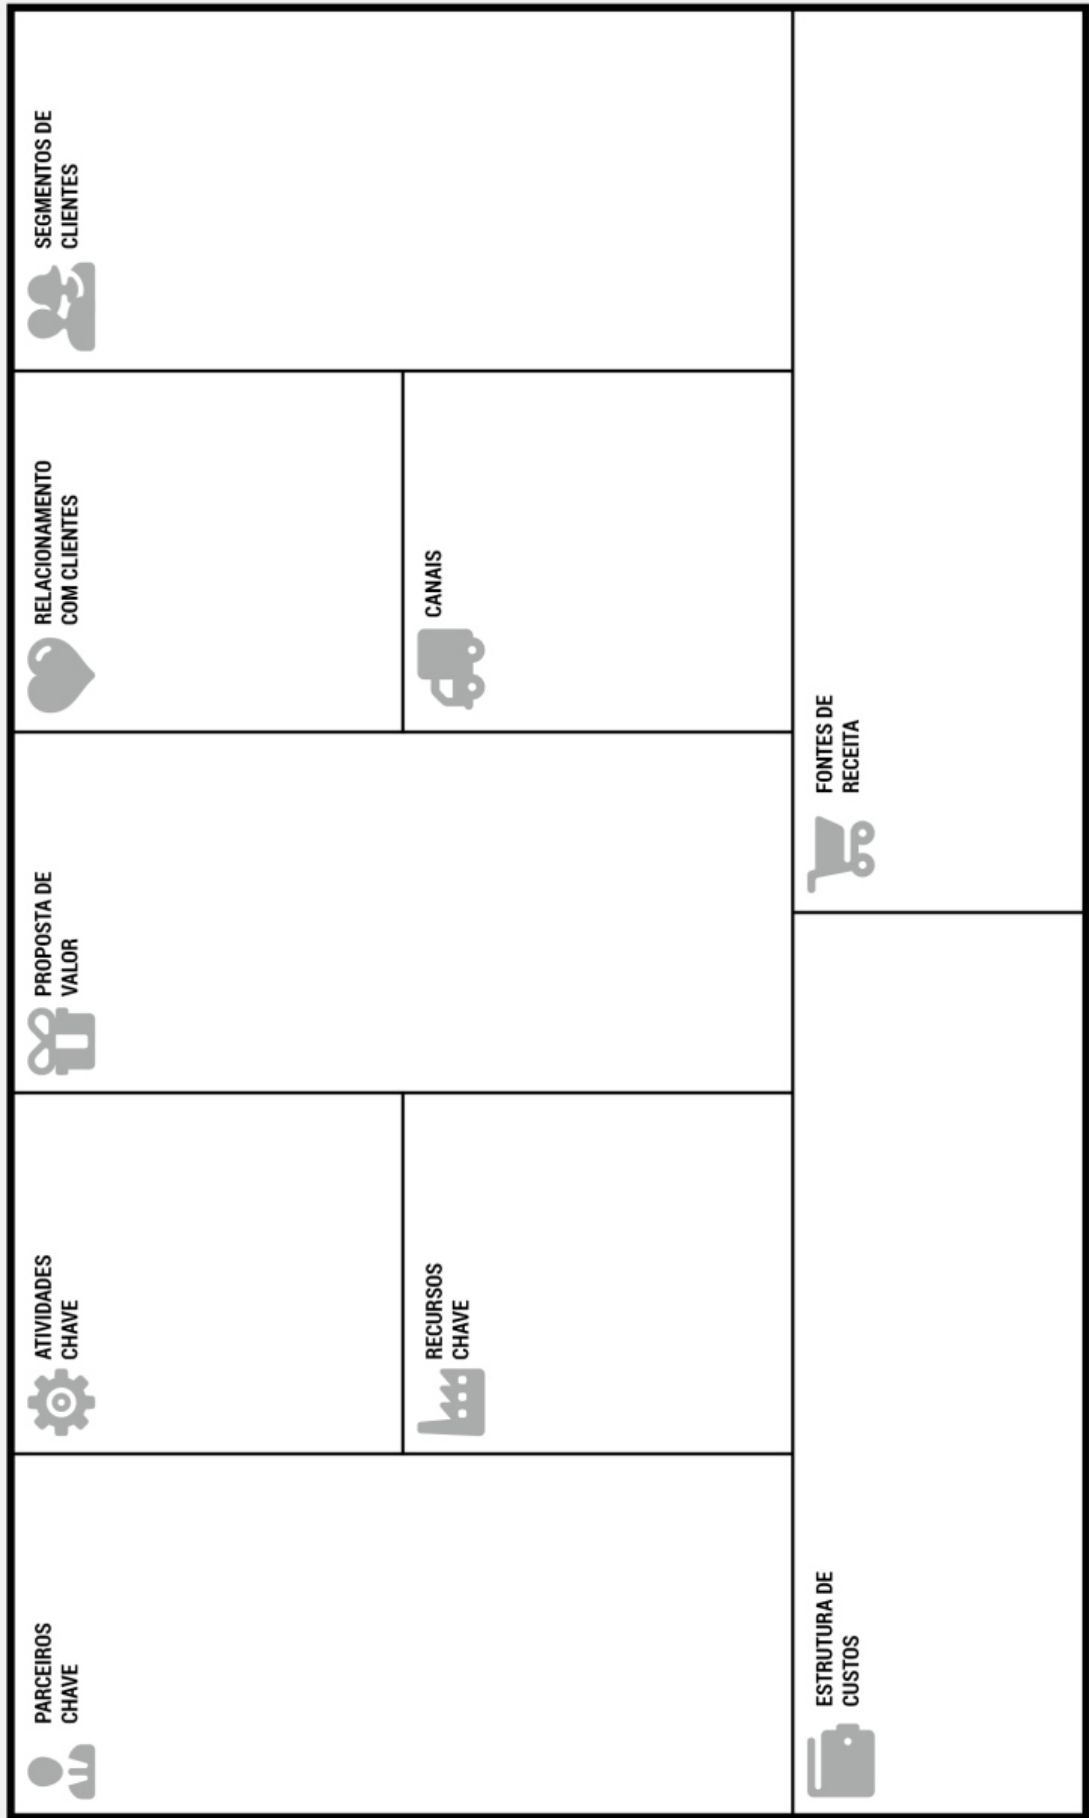 PARCEIROS
CHAVE
ATIVIDADES
CHAVE
RECURSOS
CHAVE
PROPOSTA DE
VALOR
RELACIONAMENTO
COM CLIENTES
CANAIS
SEGMENTOS DE
CLIENTES
ESTRUTURA DE
CUSTOS
FONTES DE
RECEITA